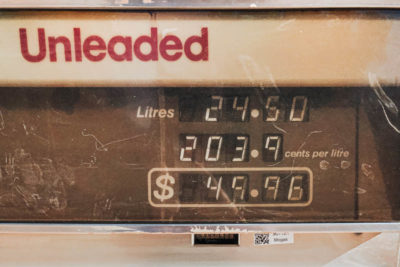 Unleaded
Litres 24.50
203.9 cents per litre
$ 49.96